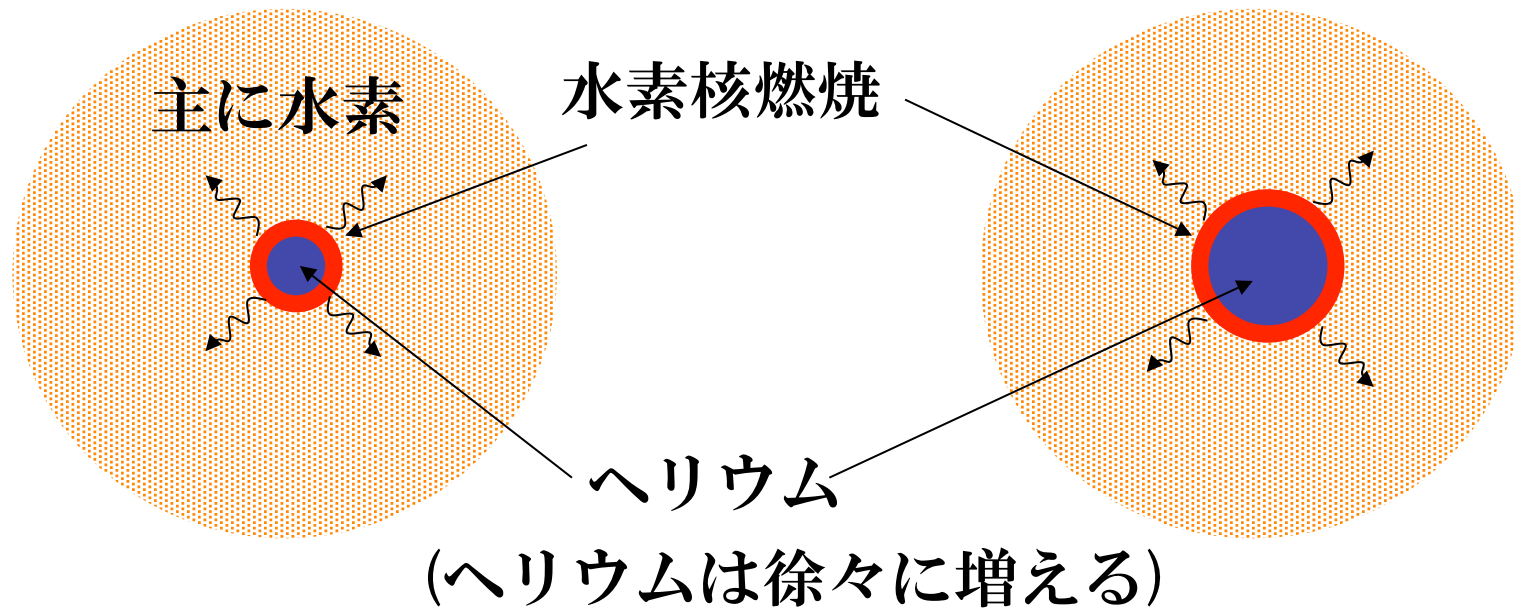 主に水素
水素核燃焼
ヘリウム
(ヘリウムは徐々に増える)